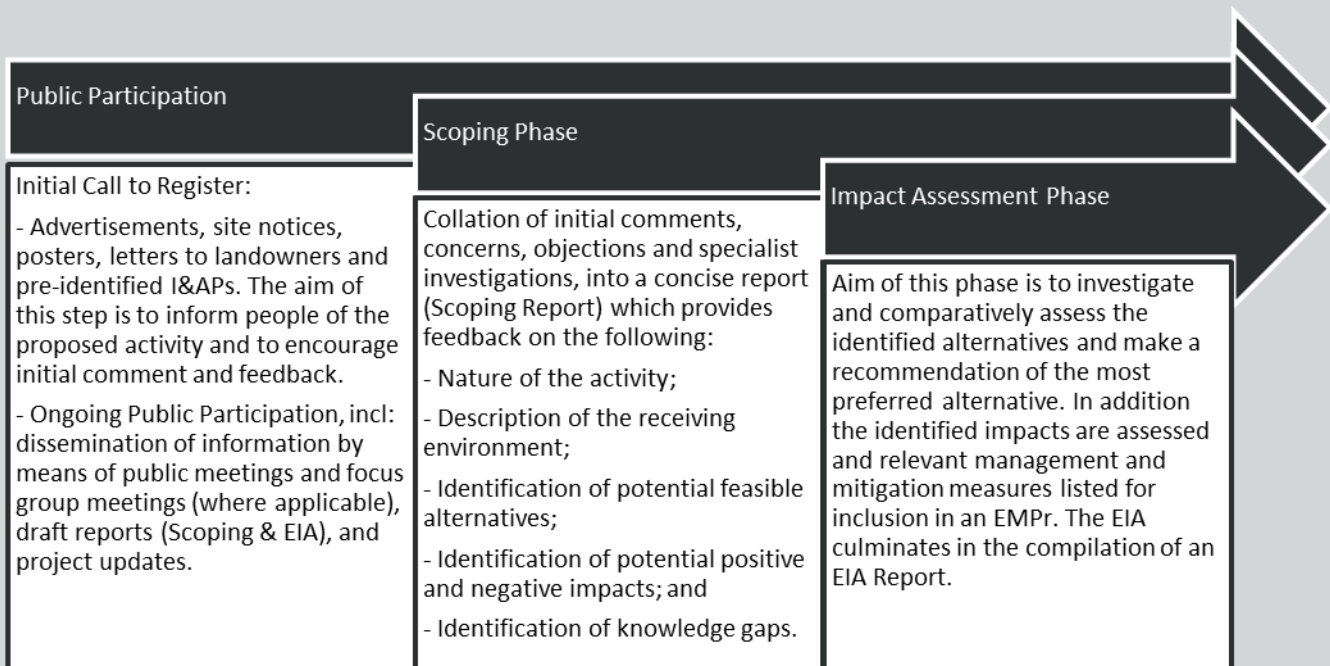 Public Participation
Initial Call to Register:
- Advertisements, site notices,
posters, letters to landowners and
pre-identified I&APs. The aim of
this step is to inform people of the
proposed activity and to encourage
initial comment and feedback.
- Ongoing Public Participation, incl:
dissemination of information by
means of public meetings and focus
group meetings (where applicable),
draft reports (Scoping & EIA), and
project updates.
Scoping Phase
Collation of initial comments,
concerns, objections and specialist
investigations, into a concise report
(Scoping Report) which provides
feedback on the following:
- Nature of the activity;
- Description of the receiving
environment;
- Identification of potential feasible
alternatives;
- Identification of potential positive
and negative impacts; and
- Identification of knowledge gaps.
Impact Assessment Phase
Aim of this phase is to investigate
and comparatively assess the
identified alternatives and make a
recommendation of the most
preferred alternative. In addition
the identified impacts are assessed
and relevant management and
mitigation measures listed for
inclusion in an EMPr. The EIA
culminates in the compilation of an
EIA Report.